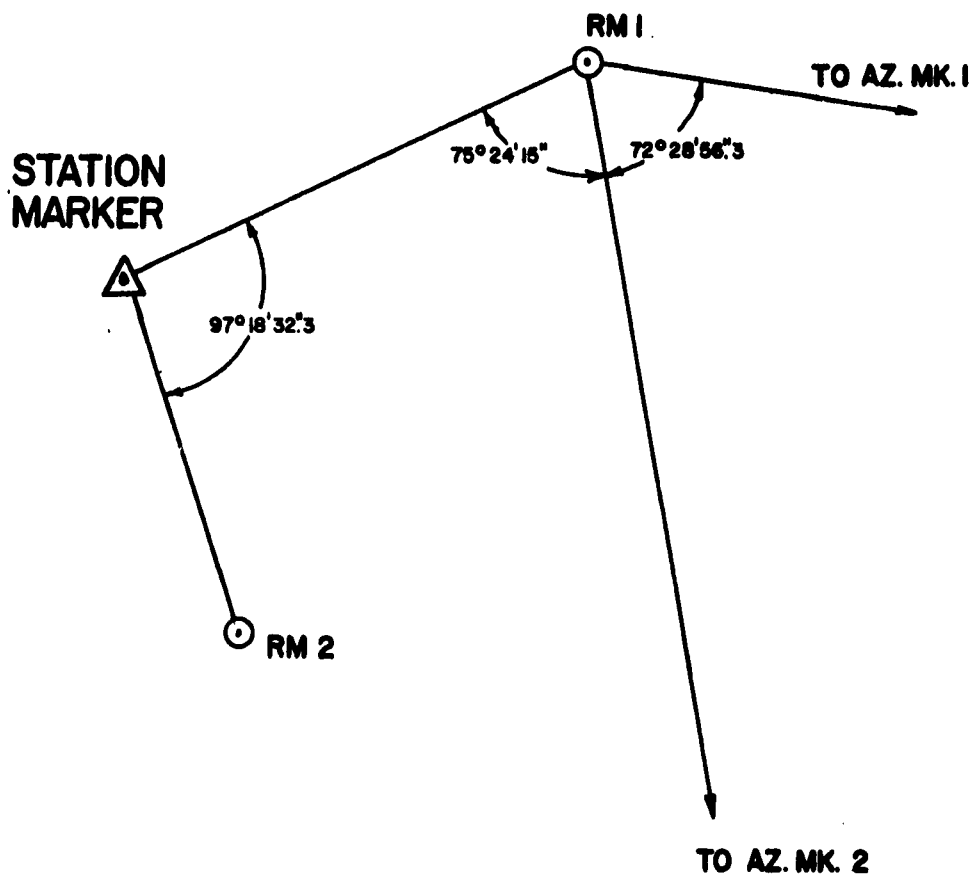 RM 1
TO AZ. MK. 1
75° 24' 15"
72° 28' 56".3
STATION
MARKER
97° 18' 32".3
RM 2
TO AZ. MK. 2